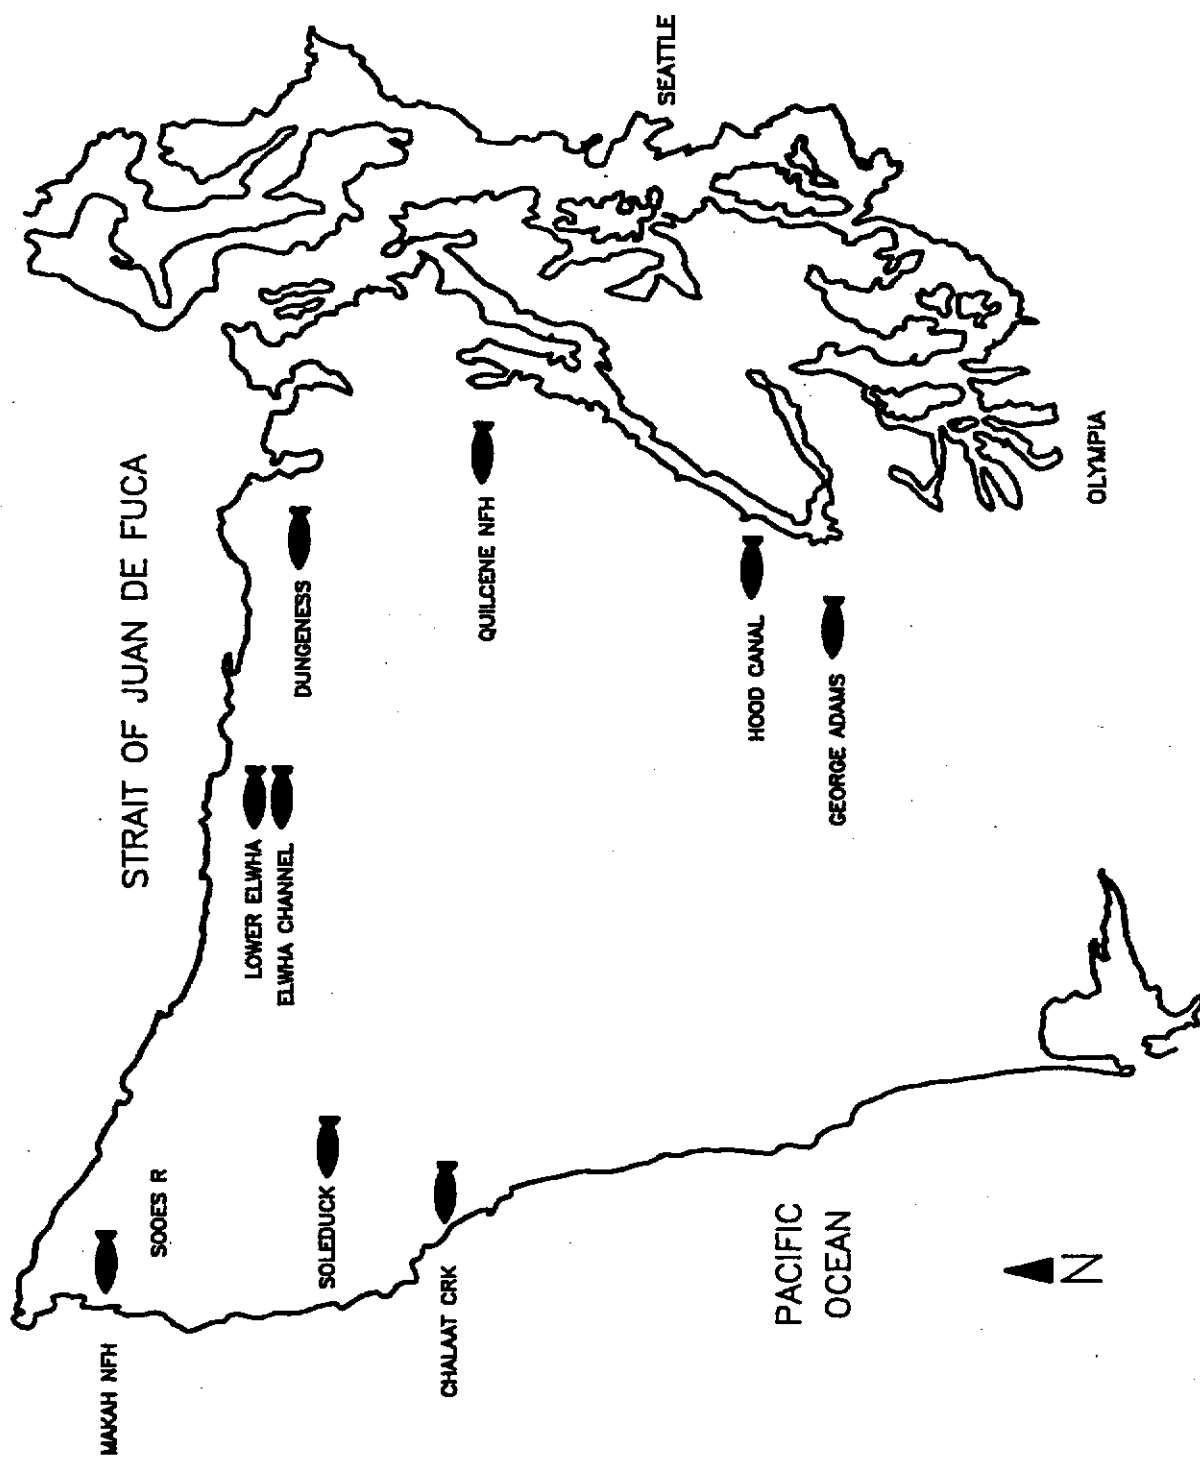 STRAIT OF JUAN DE FUCA
SEATTLE
MAKAH NFH
SOOES R
LOWER ELWHA
ELWHA CHANNEL
DUNGENESS
SOLEDUCK
CHALAAT CRK
QUILCENE NFH
HOOD CANAL
GEORGE ADAMS
OLYMPIA
PACIFIC
OCEAN
N